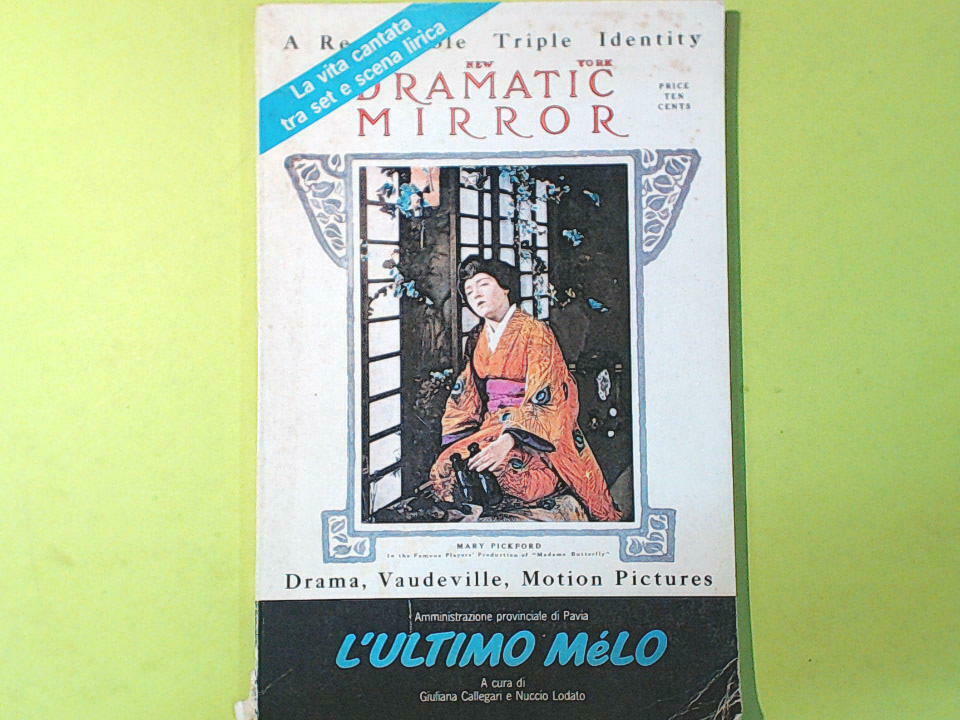 La vita cantata
tra set e scena lirica
A Re ble Triple Identity
NEW YORK
DRAMATIC
MIRROR
PRICE
TEN
CENTS
MARY PICKFORD
In the Famous Players' Production of "Madame Butterfly"
Drama, Vaudeville, Motion Pictures
Amministrazione provinciale di Pavia
L'ULTIMO MéLO
A cura di
Giuliana Callegari e Nuccio Lodato